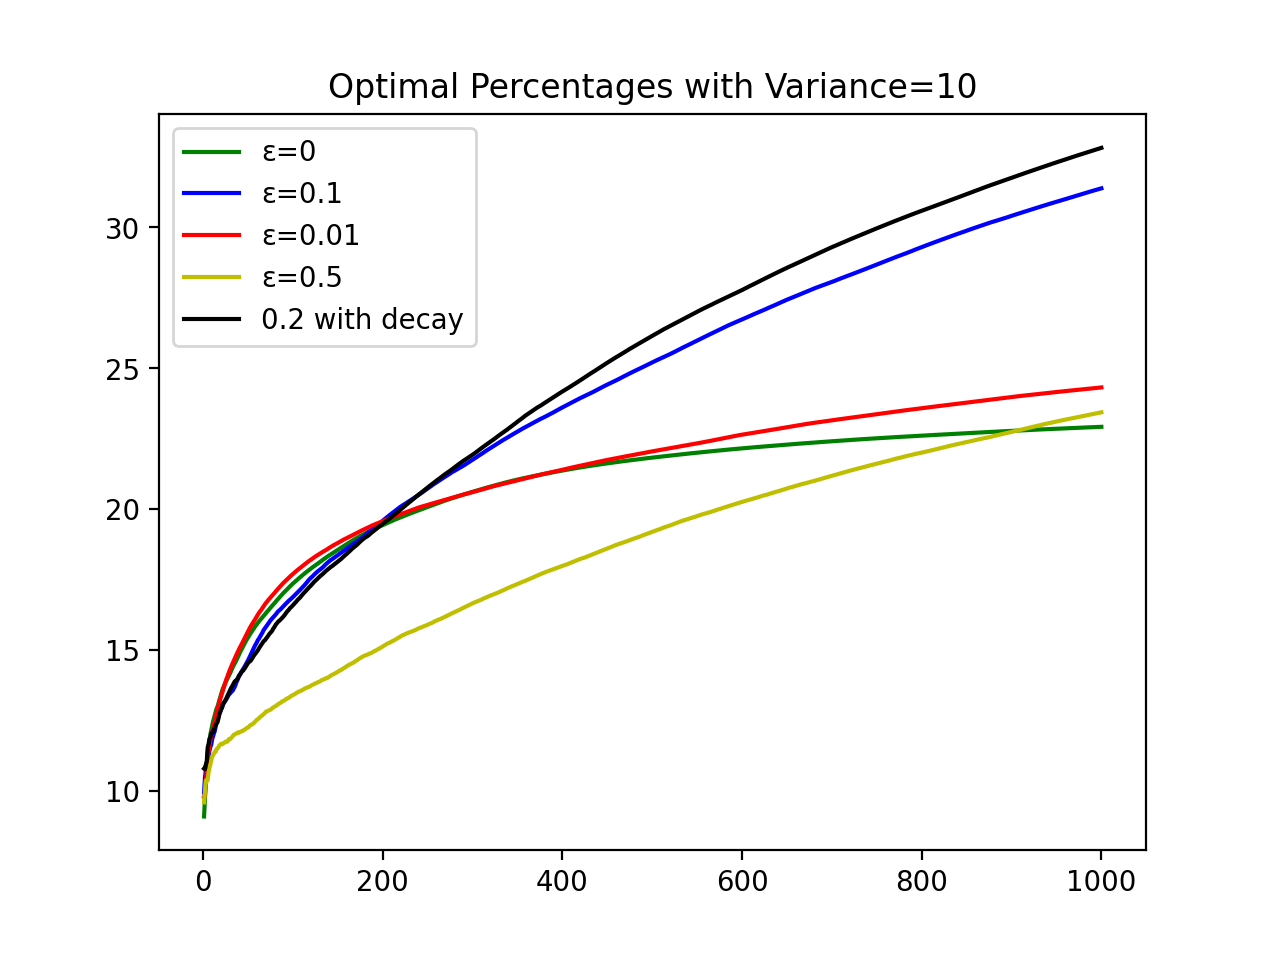 Optimal Percentages with Variance=10
ε=0
ε=0.1
ε=0.01
ε=0.5
0.2 with decay
30
25
20
15
10
0 200 400 600 800 1000